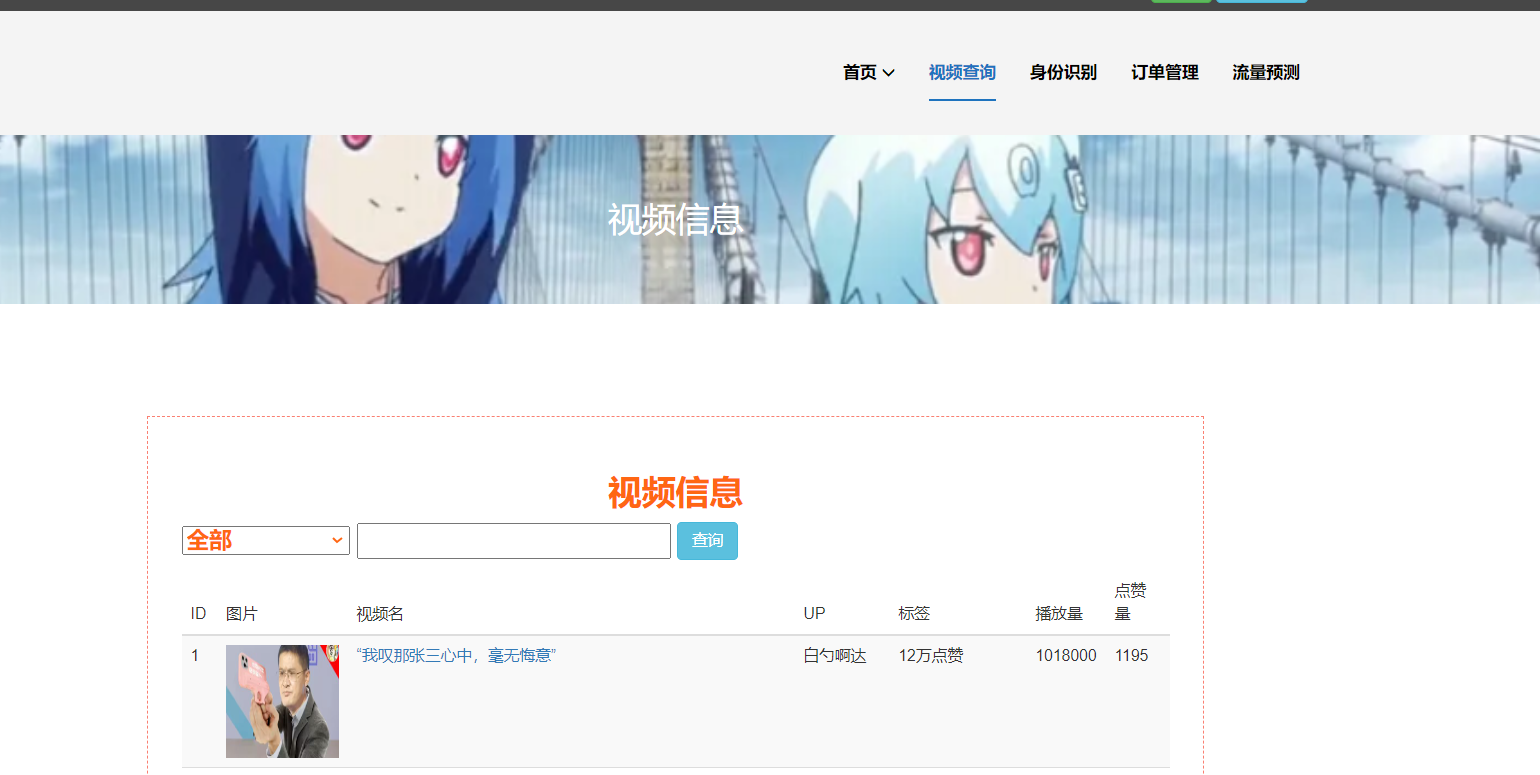 首页 视频查询 身份识别 订单管理 流量预测
视频信息
视频信息
全部 查询
ID 图片 视频名 UP 标签 播放量 点赞量
1 “我叹那张三心中，毫无悔意” 白勺啊达 12万点赞 1018000 1195